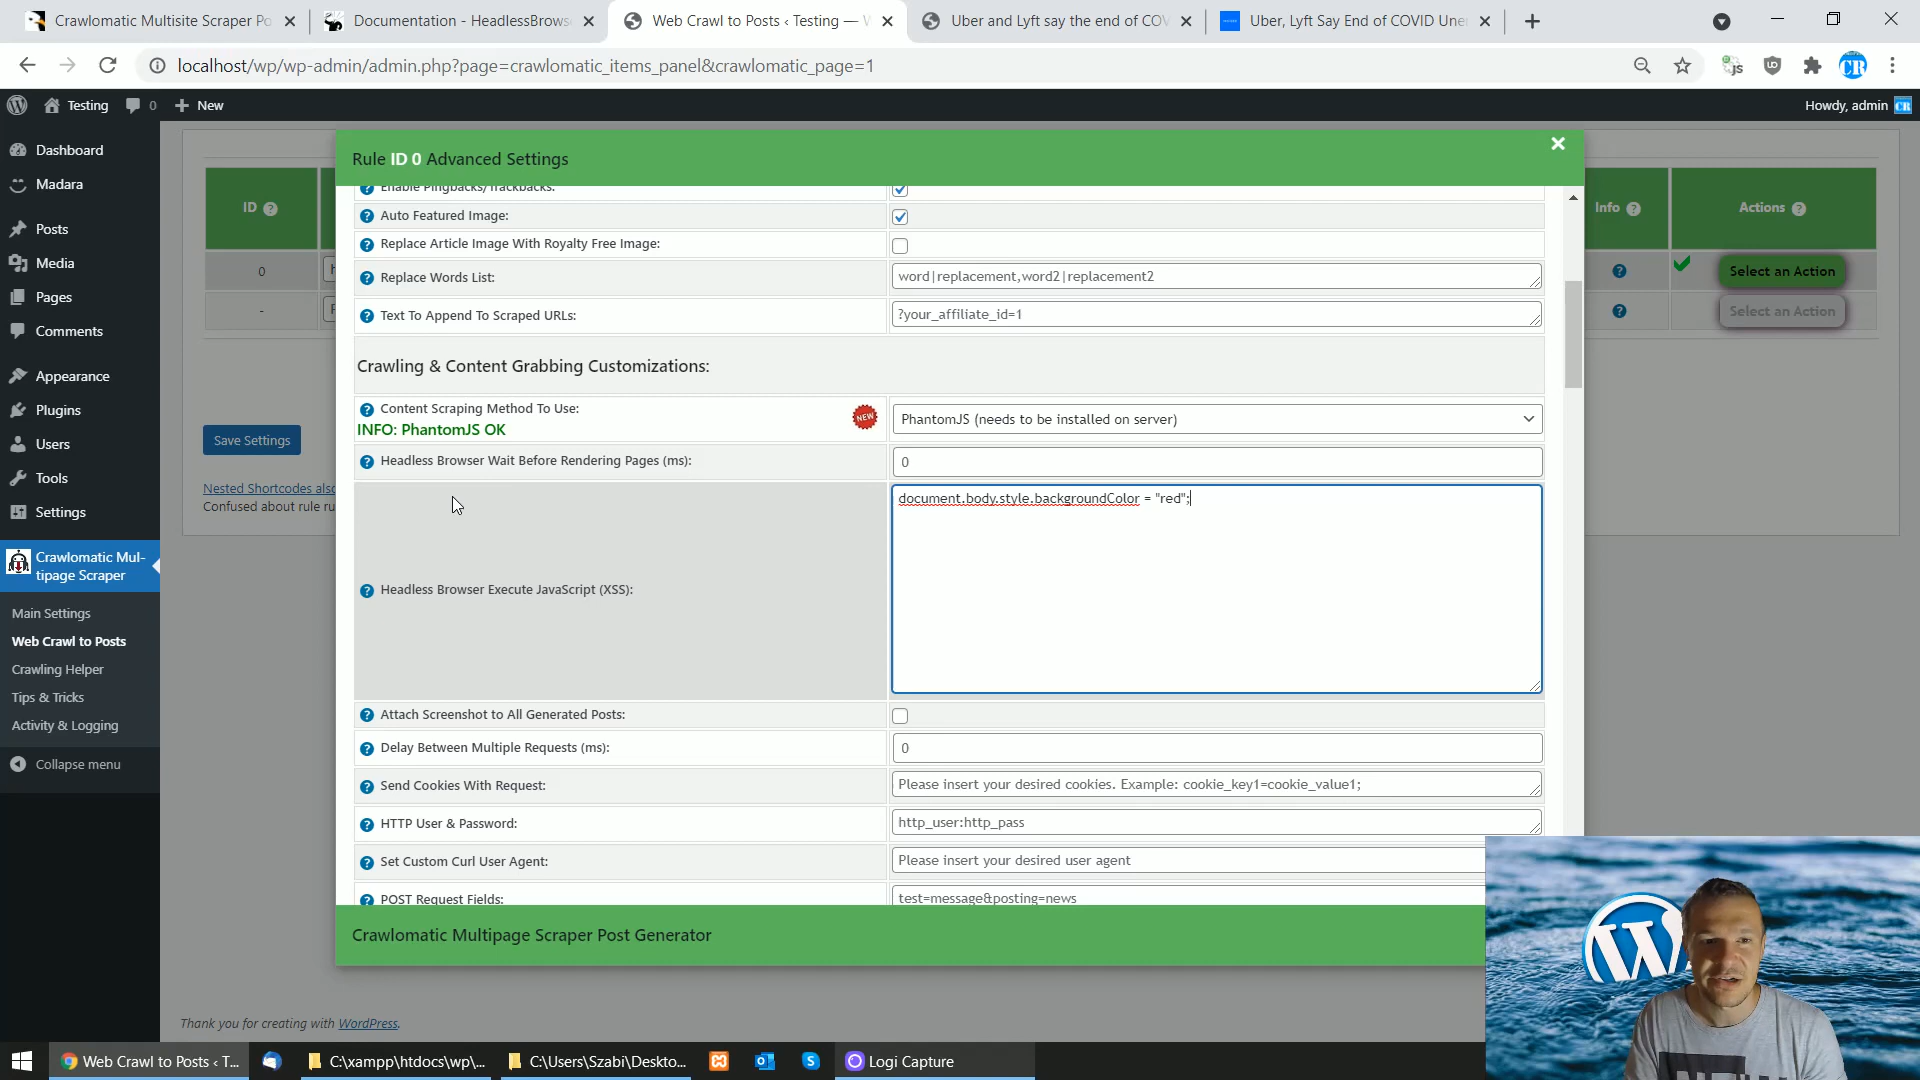 Crawlomatic Multisite Scraper Po
Documentation - HeadlessBrows
Web Crawl to Posts ‹ Testing — W
Uber and Lyft say the end of COV
Uber, Lyft Say End of COVID Une
localhost/wp/wp-admin/admin.php?page=crawlomatic_items_panel&crawlomatic_page=1
Testing
0
New
Howdy, admin
Dashboard
Madara
Posts
Media
Pages
Comments
Appearance
Plugins
Users
Tools
Settings
Crawlomatic Mul-
tipage Scraper
Main Settings
Web Crawl to Posts
Crawling Helper
Tips & Tricks
Activity & Logging
Collapse menu
ID
0
-
Save Settings
Nested Shortcodes also
Confused about rule ru
Info
Actions
Select an Action
Select an Action
Rule ID 0 Advanced Settings
Enable Pingbacks/Trackbacks:
Auto Featured Image:
Replace Article Image With Royalty Free Image:
Replace Words List:
word|replacement,word2|replacement2
Text To Append To Scraped URLs:
?your_affiliate_id=1
Crawling & Content Grabbing Customizations:
Content Scraping Method To Use:
INFO: PhantomJS OK
NEW
PhantomJS (needs to be installed on server)
Headless Browser Wait Before Rendering Pages (ms):
0
Headless Browser Execute JavaScript (XSS):
document.body.style.backgroundColor = "red";
Attach Screenshot to All Generated Posts:
Delay Between Multiple Requests (ms):
0
Send Cookies With Request:
Please insert your desired cookies. Example: cookie_key1=cookie_value1;
HTTP User & Password:
http_user:http_pass
Set Custom Curl User Agent:
Please insert your desired user agent
POST Request Fields:
test=message&posting=news
Crawlomatic Multipage Scraper Post Generator
Thank you for creating with WordPress.
Web Crawl to Posts ‹ T...
C:\xampp\htdocs\wp\...
C:\Users\Szabi\Deskto...
Logi Capture